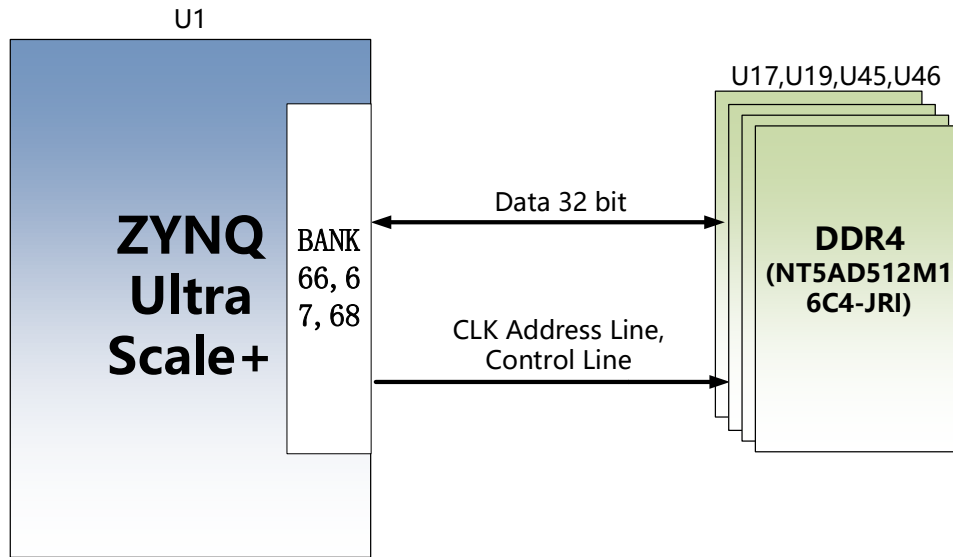 U1
U17,U19,U45,U46
ZYNQ
Ultra
Scale+
BANK
66, 6
7, 68
Data 32 bit
CLK Address Line,
Control Line
DDR4
(NT5AD512M1
6C4-JRI)